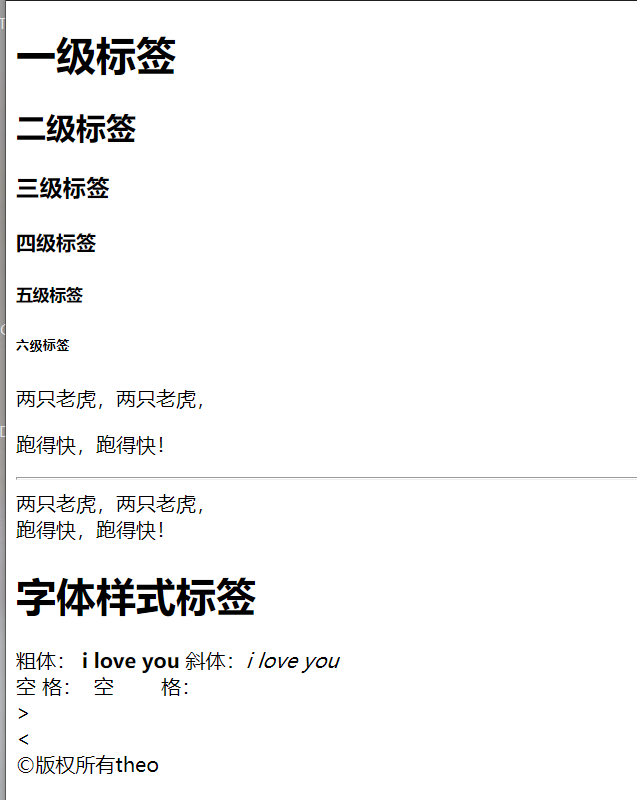 一级标签
二级标签
三级标签
四级标签
五级标签
六级标签
两只老虎，两只老虎，
跑得快，跑得快！
两只老虎，两只老虎，
跑得快，跑得快！
字体样式标签
粗体： i love you 斜体：i love you
空 格：  空        格：
>
<
©版权所有theo